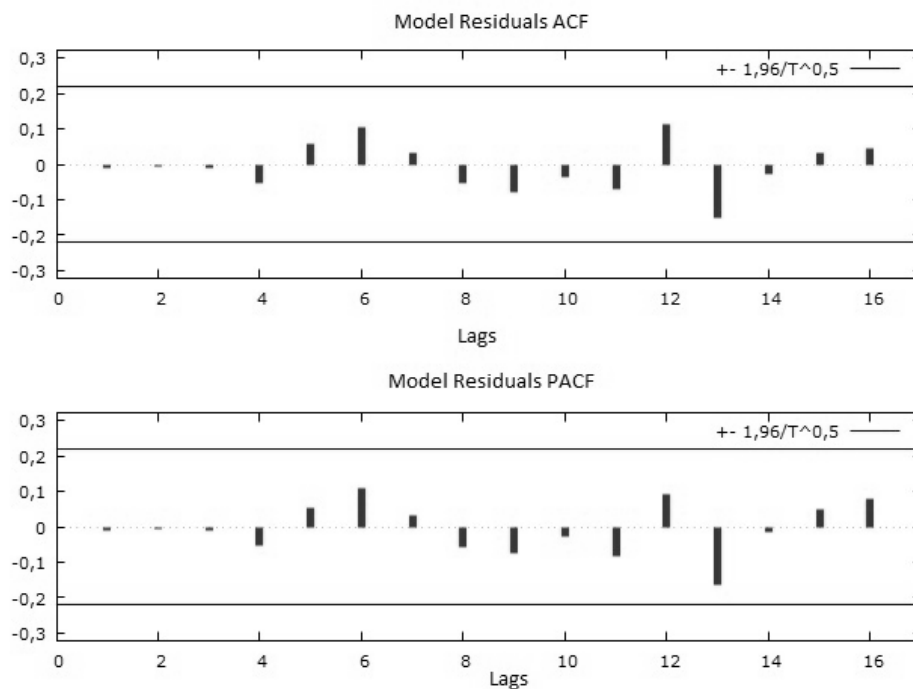 Model Residuals ACF
0,3
+- 1,96/T^0,5
0,2
0,1
0
-0,1
-0,2
-0,3
0 2 4 6 8 10 12 14 16
Lags
Model Residuals PACF
0,3
+- 1,96/T^0,5
0,2
0,1
0
-0,1
-0,2
-0,3
0 2 4 6 8 10 12 14 16
Lags